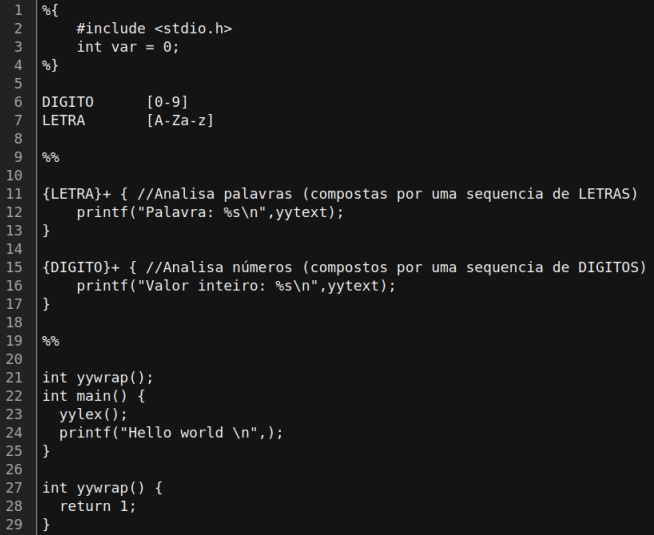 1 %{
2     #include <stdio.h>
3     int var = 0;
4 %}
5
6 DIGITO      [0-9]
7 LETRA       [A-Za-z]
8
9 %%
10
11 {LETRA}+ { //Analisa palavras (compostas por uma sequencia de LETRAS)
12     printf("Palavra: %s\n",yytext);
13 }
14
15 {DIGITO}+ { //Analisa números (compostos por uma sequencia de DIGITOS)
16     printf("Valor inteiro: %s\n",yytext);
17 }
18
19 %%
20
21 int yywrap();
22 int main() {
23   yylex();
24   printf("Hello world \n",);
25 }
26
27 int yywrap() {
28   return 1;
29 }